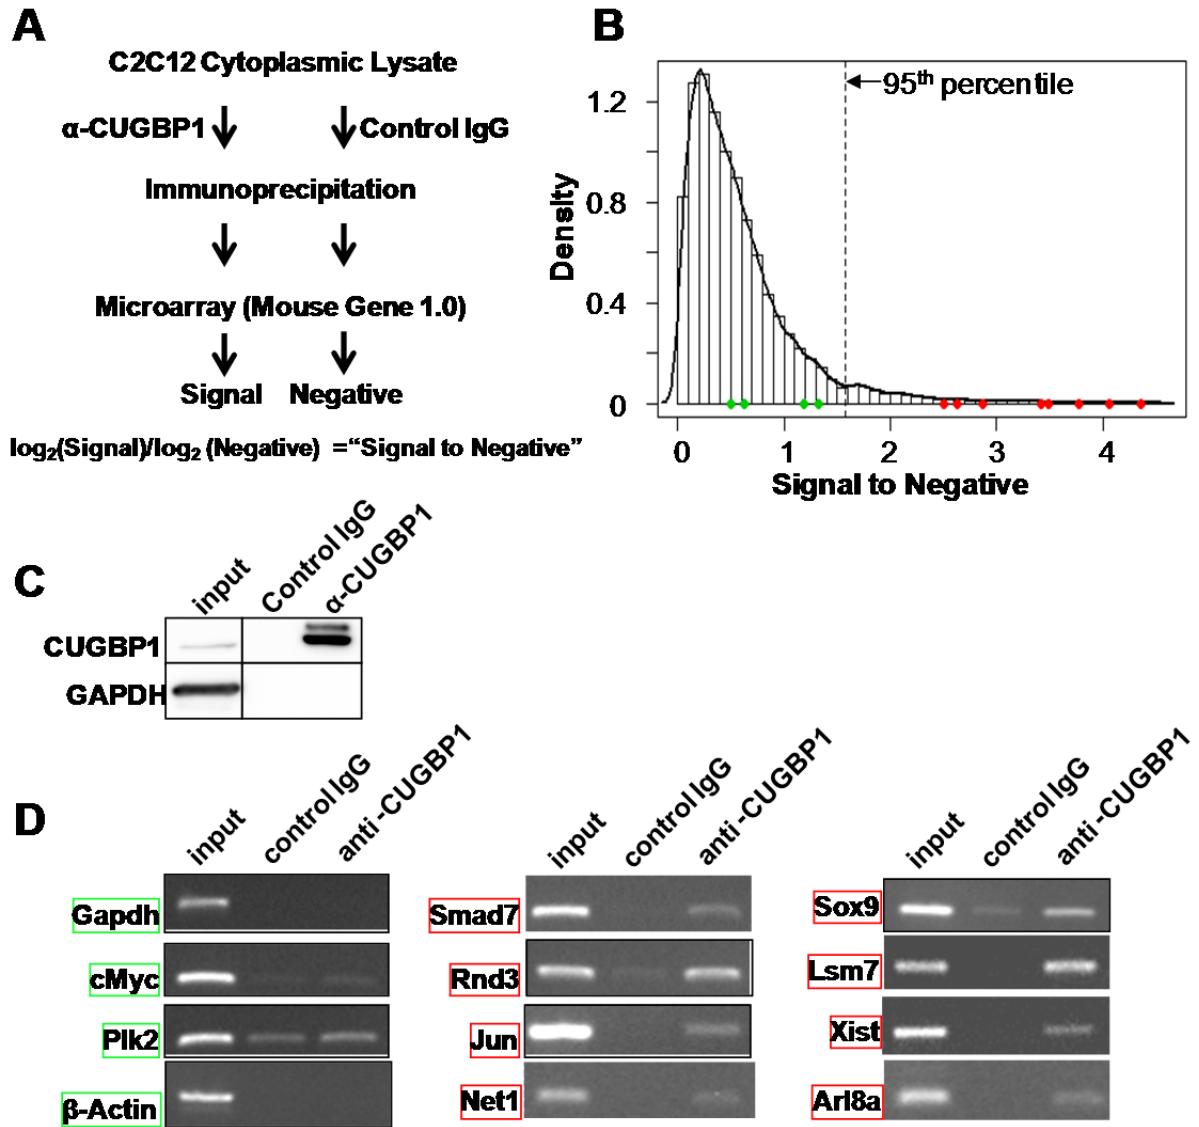 A
C2C12 Cytoplasmic Lysate
α-CUGBP1
Control IgG
Immunoprecipitation
Microarray (Mouse Gene 1.0)
Signal Negative
log2(Signal)/log2 (Negative) ="Signal to Negative"
B
95th percentile
Density
1.2
0.8
0.4
0
0 1 2 3 4
Signal to Negative
C
input
Control IgG
α-CUGBP1
CUGBP1
GAPDH
D
input
control IgG
anti-CUGBP1
Gapdh
cMyc
Plk2
β-Actin
input
control IgG
anti-CUGBP1
Smad7
Rnd3
Jun
Net1
input
control IgG
anti-CUGBP1
Sox9
Lsm7
Xist
Arl8a